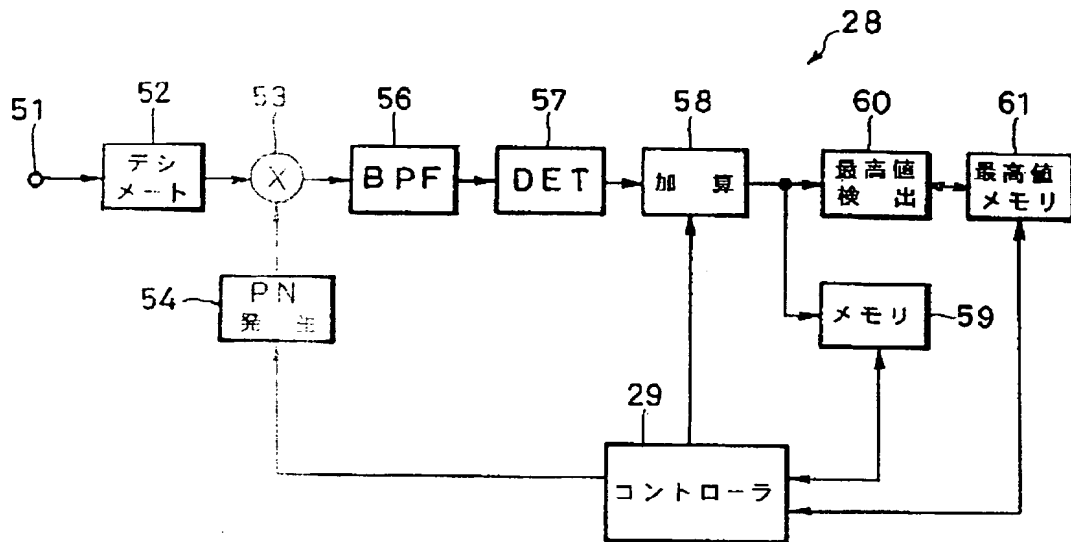 28
51
52
53
56
57
58
60
61
デシ
メート
X
BPF
DET
加算
最高値
検出
最高値
メモリ
54
PN
発生
メモリ
59
29
コントローラ